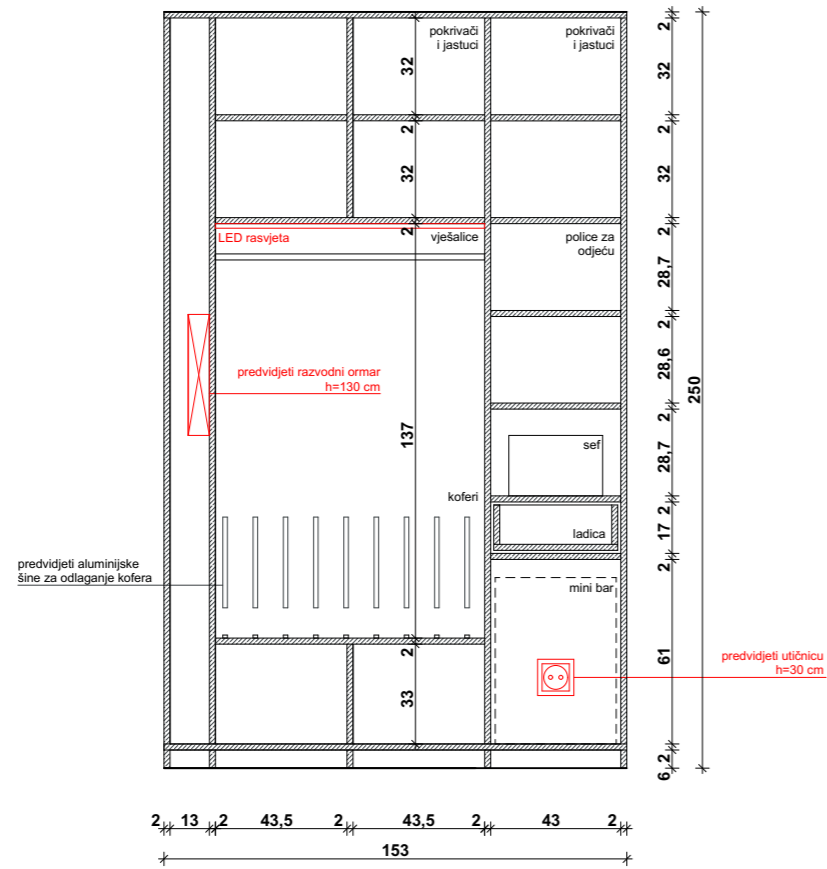 pokrivači
i jastuci
pokrivači
i jastuci
2
32
2
32
2
28,7
2
28,6
2
28,7
2
17
2
61
2
6
250
32
2
32
2
137
2
33
LED rasvjeta
vješalice
police za
odjeću
predvidjeti razvodni ormar
h=130 cm
sef
koferi
ladica
predvidjeti aluminijske
šine za odlaganje kofera
mini bar
predvidjeti utičnicu
h=30 cm
2 13 2 43,5 2 43,5 2 43 2
153